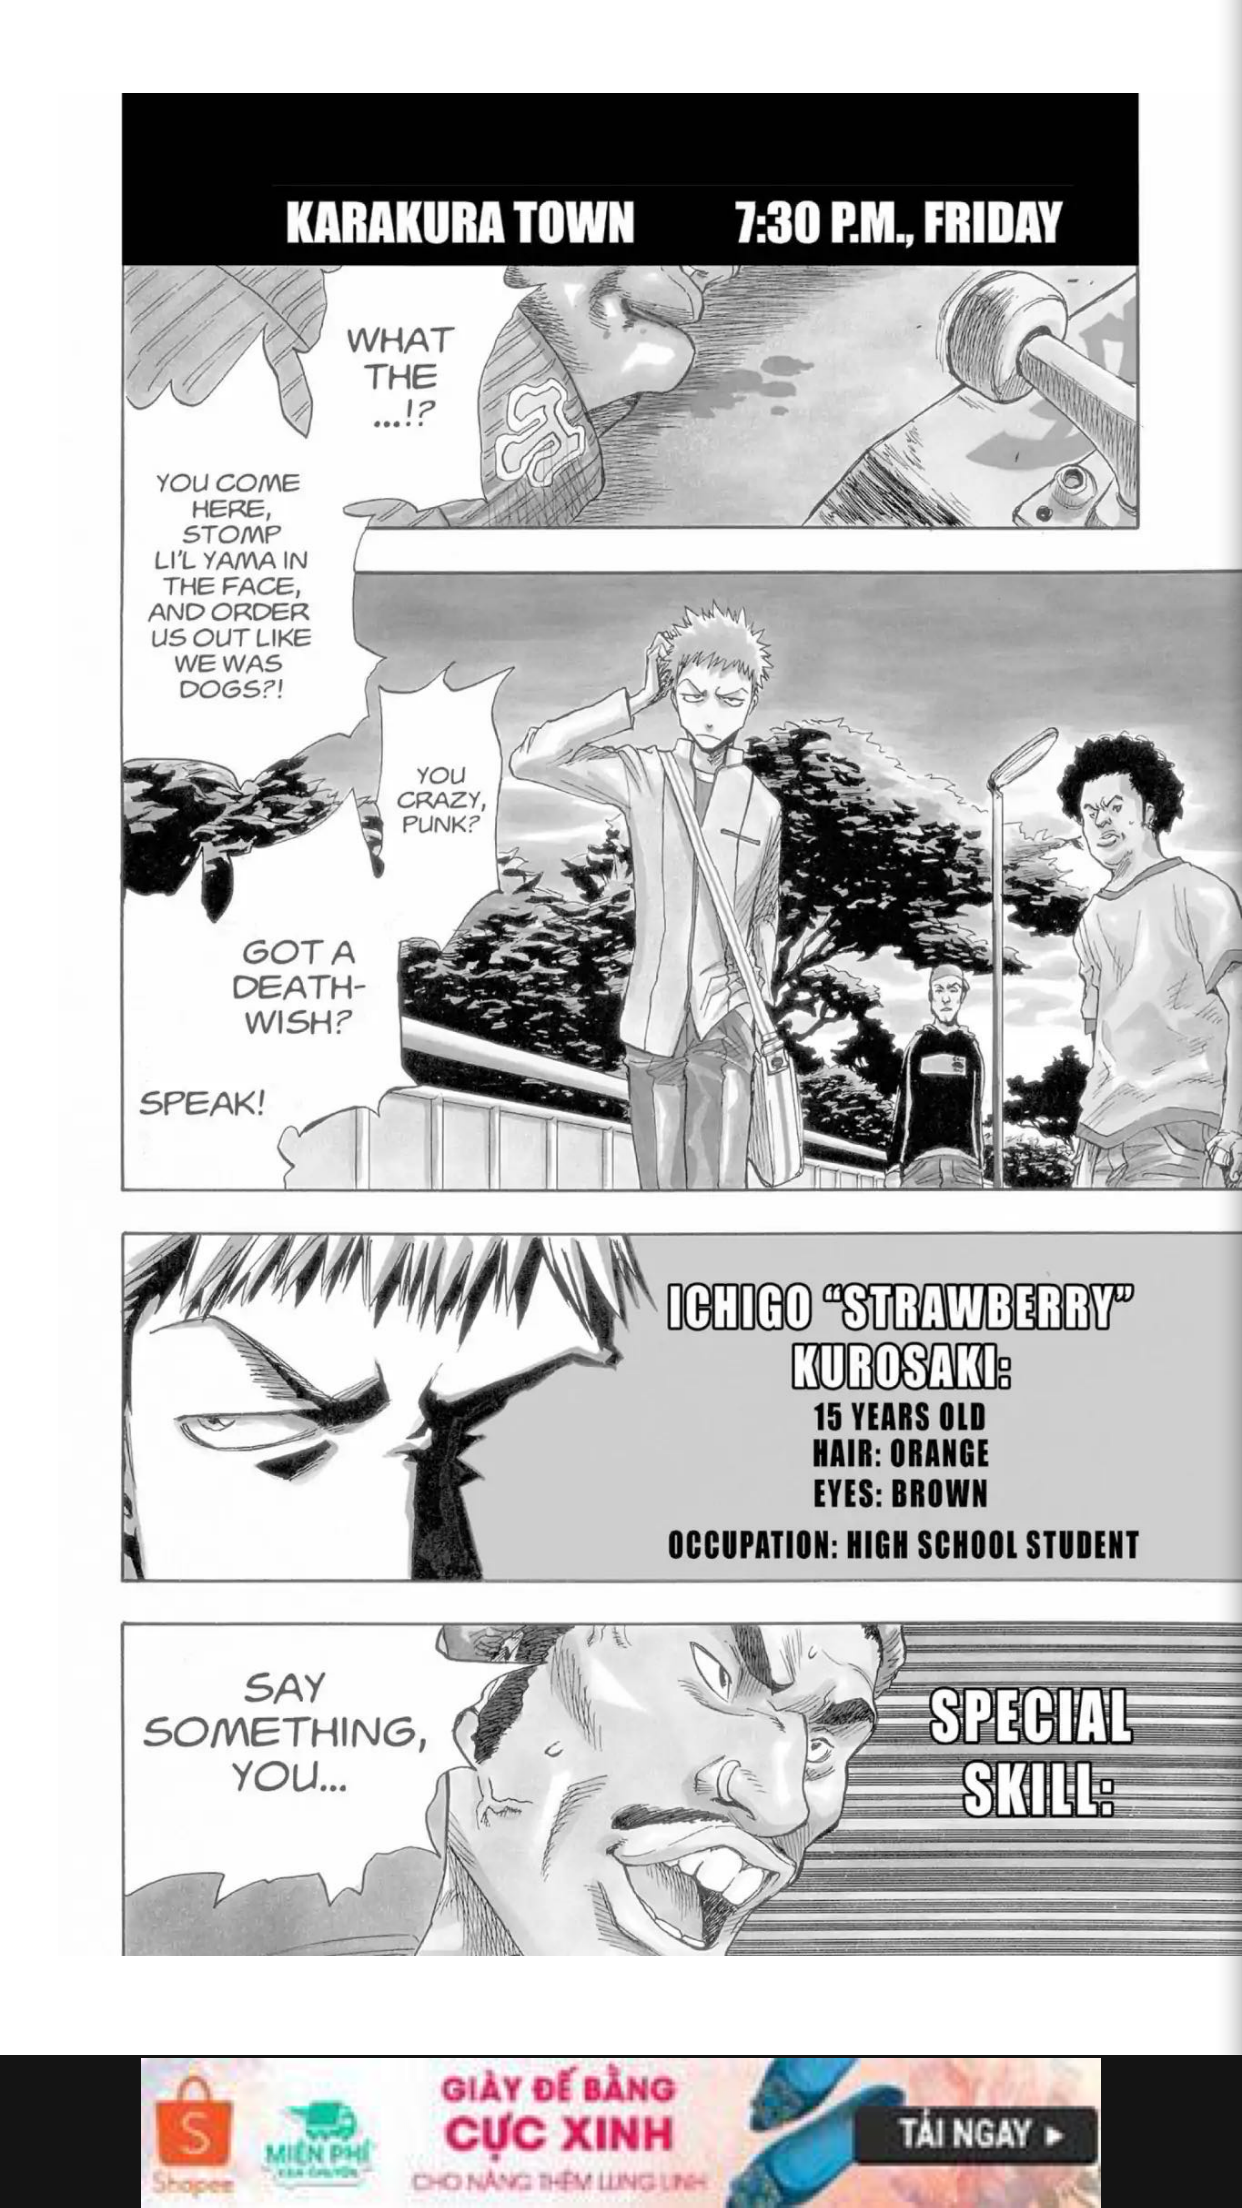 KARAKURA TOWN 7:30 P.M., FRIDAY
WHAT
THE
...!?
YOU COME
HERE,
STOMP
LI'L YAMA IN
THE FACE,
AND ORDER
US OUT LIKE
WE WAS
DOGS?!
YOU
CRAZY,
PUNK?
GOT A
DEATH-
WISH?
SPEAK!
ICHIGO “STRAWBERRY”
KUROSAKI:
15 YEARS OLD
HAIR: ORANGE
EYES: BROWN
OCCUPATION: HIGH SCHOOL STUDENT
SAY
SOMETHING,
YOU...
SPECIAL
SKILL:
S
Shopee
MIỄN PHÍ
VẬN CHUYỂN
GIÀY ĐẾ BẰNG
CỰC XINH
CHO NÀNG THÊM LUNG LINH
TẢI NGAY